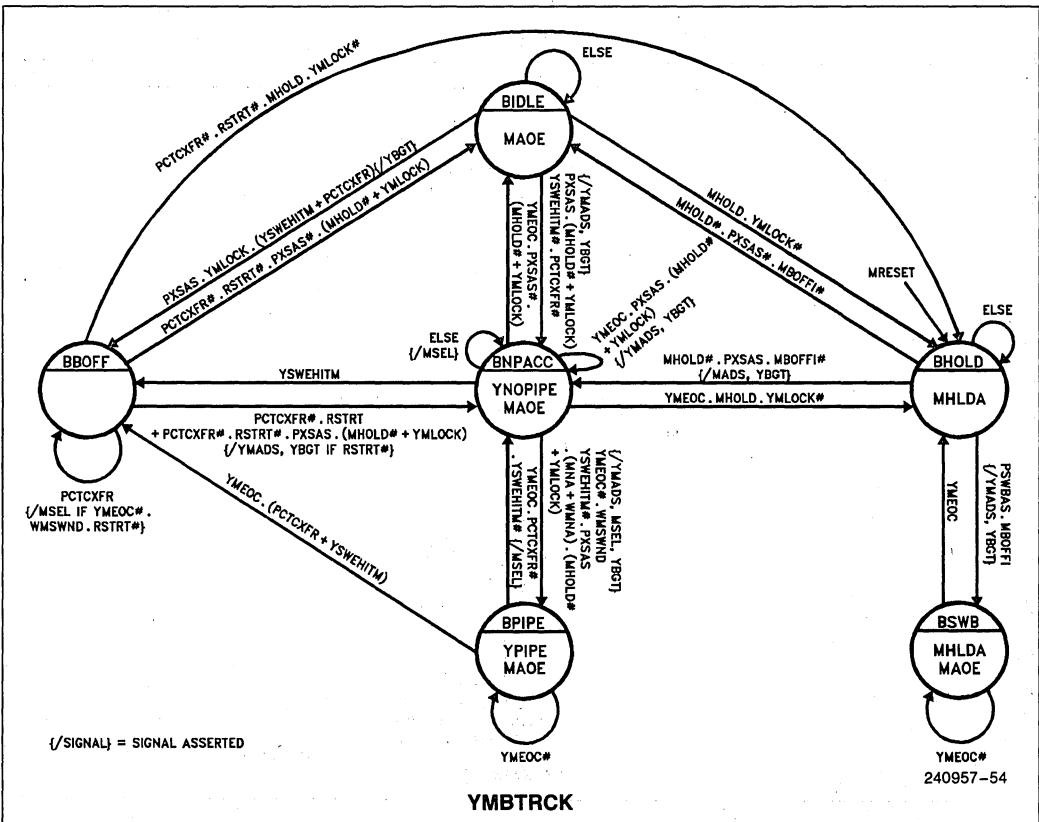 PCTCXFR#.RSTRT#.MHOLD.YMLOCK#
ELSE
BIDLE
MAOE
PXSAS.YMLOCK.(YSWEHITM+PCTCXFR){/YBGT}
PCTCXFR#.RSTRT#.PXSAS#.(MHOLD#+YMLOCK)
YMEOC.PXSAS#.
(MHOLD#+YMLOCK)
{/YMADS, YBGT}
PXSAS.(MHOLD#+YMLOCK)
YSWEHITM#.PCTCXFR#
MHOLD.YMLOCK#
MHOLD#.PXSAS#.MBOFFI#
MRESET
ELSE
YMEOC.PXSAS.(MHOLD#
+YMLOCK)
{/YMADS, YBGT}
ELSE
{/MSEL}
BBOFF
BNPACC
YNOPIPE
MAOE
BHOLD
MHLDA
YSWEHITM
MHOLD#.PXSAS.MBOFFI#
{/MADS, YBGT}
YMEOC.MHOLD.YMLOCK#
PCTCXFR#.RSTRT
+PCTCXFR#.RSTRT#.PXSAS.(MHOLD#+YMLOCK)
{/YMADS, YBGT IF RSTRT#}
PCTCXFR
{/MSEL IF YMEOC#.
WMSWND.RSTRT#}
YMEOC.(PCTCXFR+YSWEHITM)
YMEOC.PCTCXFR#
.YSWEHITM# {/MSEL}
{/YMADS, MSEL, YBGT}
YMEOC#.WMSWND
YSWEHITM#.PXSAS
.(MNA+WMNA).(MHOLD#
+YMLOCK)
YMEOC
PSWBAS.MBOFFI
{/YMADS, YBGT}
BPIPE
YPIPE
MAOE
BSWB
MHLDA
MAOE
{/SIGNAL} = SIGNAL ASSERTED
YMEOC#
YMEOC#
240957-54
YMBTRCK